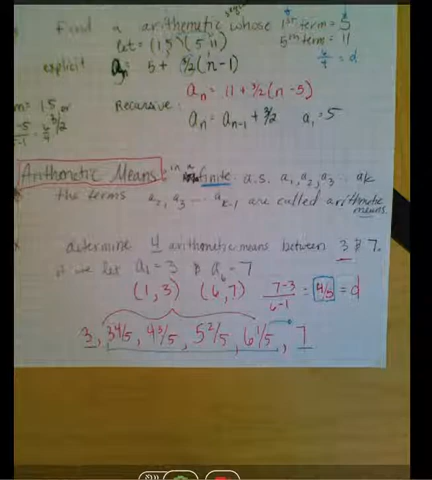 find a arithmetic sequence whose 1st term = 5
let = (1,5) (5,11) 5th term = 11
explicit an = 5 + 3/2(n-1) 6/4 = d
an = 11 + 3/2(n-5)
m = 1.5 or 3/2
Recursive:
an = an-1 + 3/2 a1 = 5
Arithmetic Means: in a finite a.s. a1, a2, a3 ... ak
the terms a2, a3 ... ak-1 are called arithmetic means.
determine 4 arithmetic means between 3 & 7.
if we let a1 = 3 & a6 = 7
(1,3) (6,7) 7-3/6-1 = 4/5 = d
3, 3 4/5, 4 3/5, 5 2/5, 6 1/5, 7